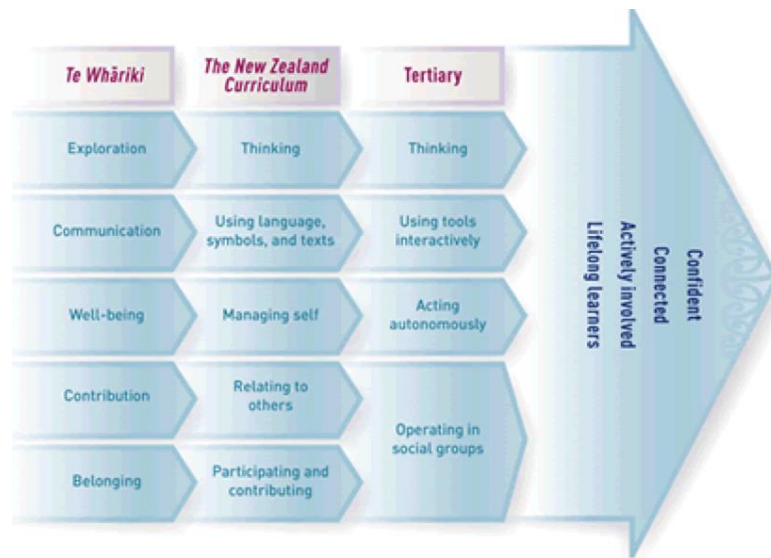 Te Whāriki
The New Zealand
Curriculum
Tertiary
Exploration
Thinking
Thinking
Communication
Using language,
symbols, and texts
Using tools
interactively
Well-being
Managing self
Acting
autonomously
Contribution
Relating to
others
Operating in
social groups
Belonging
Participating and
contributing
Confident
Connected
Actively involved
Lifelong learners